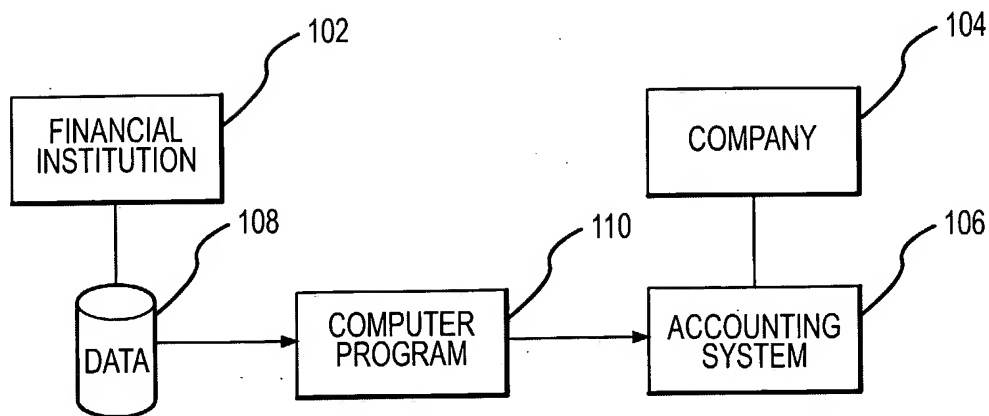 102
104
FINANCIAL
INSTITUTION
COMPANY
108
110
106
DATA
COMPUTER
PROGRAM
ACCOUNTING
SYSTEM